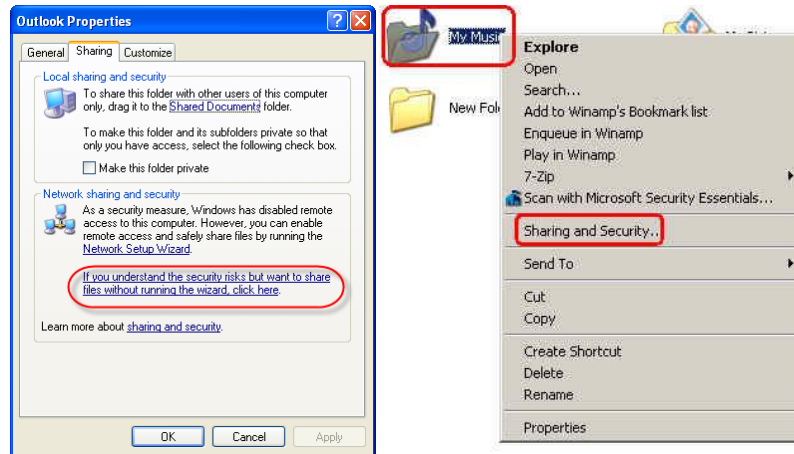 Outlook Properties
General Sharing Customize
Local sharing and security
To share this folder with other users of this computer
only, drag it to the Shared Documents folder.
To make this folder and its subfolders private so that
only you have access, select the following check box.
Make this folder private
Network sharing and security
As a security measure, Windows has disabled remote
access to this computer. However, you can enable
remote access and safely share files by running the
Network Setup Wizard.
If you understand the security risks but want to share
files without running the wizard, click here.
Learn more about sharing and security.
OK Cancel Apply
My Music
New Fol
Explore
Open
Search...
Add to Winamp's Bookmark list
Enqueue in Winamp
Play in Winamp
7-Zip
Scan with Microsoft Security Essentials...
Sharing and Security...
Send To
Cut
Copy
Create Shortcut
Delete
Rename
Properties